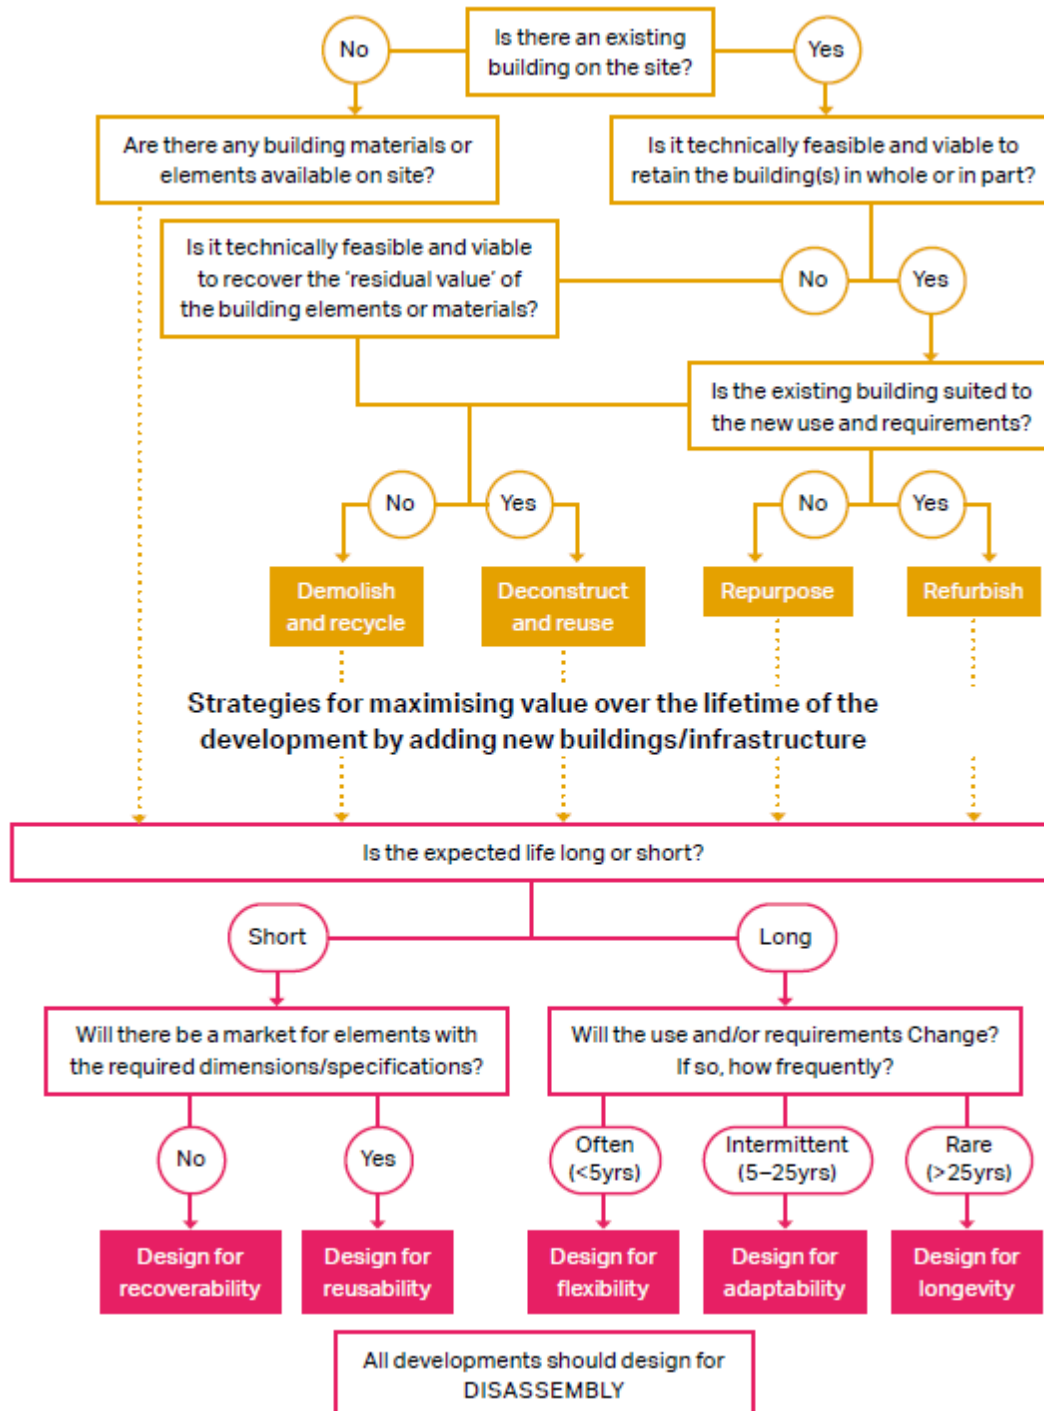 No
Is there an existing
building on the site?
Yes
Are there any building materials or
elements available on site?
Is it technically feasible and viable to
retain the building(s) in whole or in part?
Is it technically feasible and viable
to recover the ‘residual value’ of
the building elements or materials?
No
Yes
Is the existing building suited to
the new use and requirements?
No
Yes
No
Yes
Demolish
and recycle
Deconstruct
and reuse
Repurpose
Refurbish
Strategies for maximising value over the lifetime of the
development by adding new buildings/infrastructure
Is the expected life long or short?
Short
Long
Will there be a market for elements with
the required dimensions/specifications?
Will the use and/or requirements Change?
If so, how frequently?
No
Yes
Often
(<5yrs)
Intermittent
(5–25yrs)
Rare
(>25yrs)
Design for
recoverability
Design for
reusability
Design for
flexibility
Design for
adaptability
Design for
longevity
All developments should design for
DISASSEMBLY